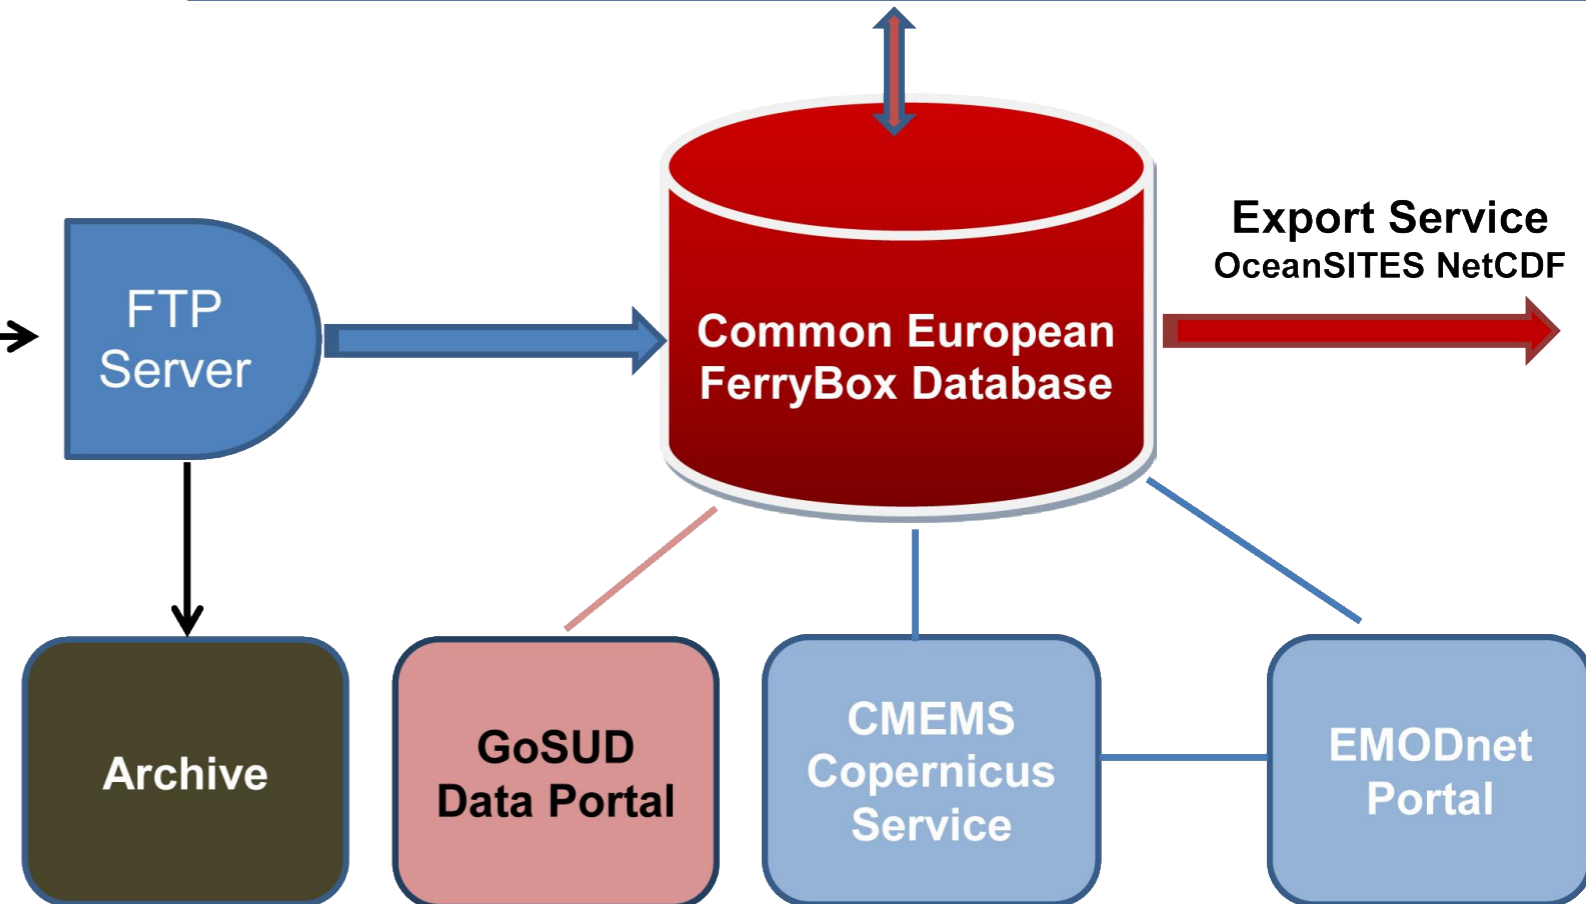 Export Service
OceanSITES NetCDF
FTP
Server
Common European
FerryBox Database
Archive
GoSUD
Data Portal
CMEMS
Copernicus
Service
EMODnet
Portal